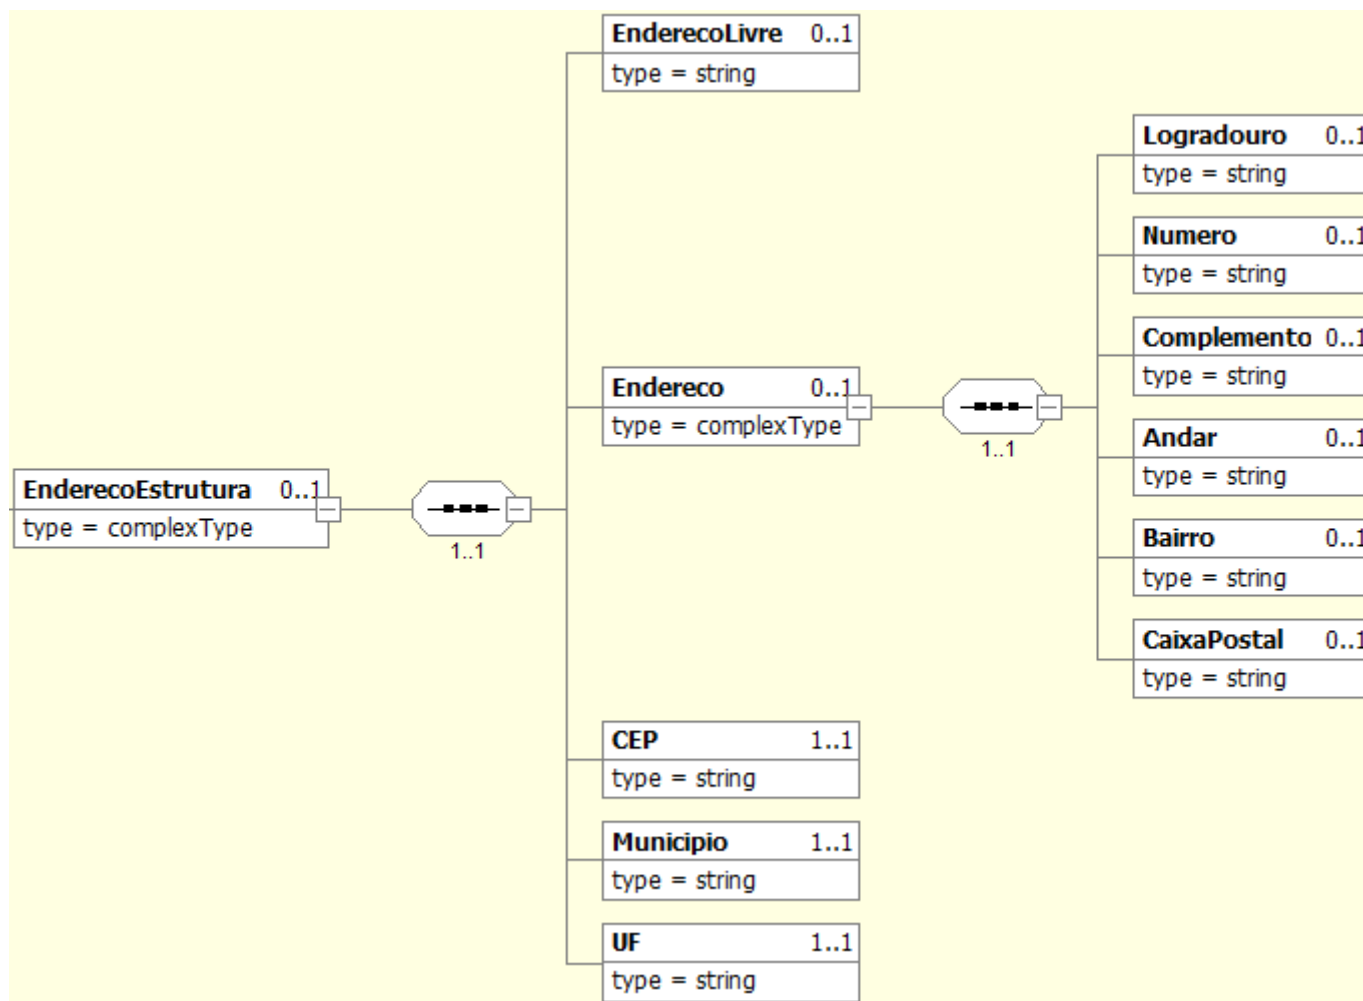 EnderecoLivre 0..1
type = string
Logradouro 0..1
type = string
Numero 0..1
type = string
Complemento 0..1
type = string
Endereco 0..1
type = complexType
1..1
Andar 0..1
type = string
EnderecoEstrutura 0..1
type = complexType
1..1
Bairro 0..1
type = string
CaixaPostal 0..1
type = string
CEP 1..1
type = string
Municipio 1..1
type = string
UF 1..1
type = string